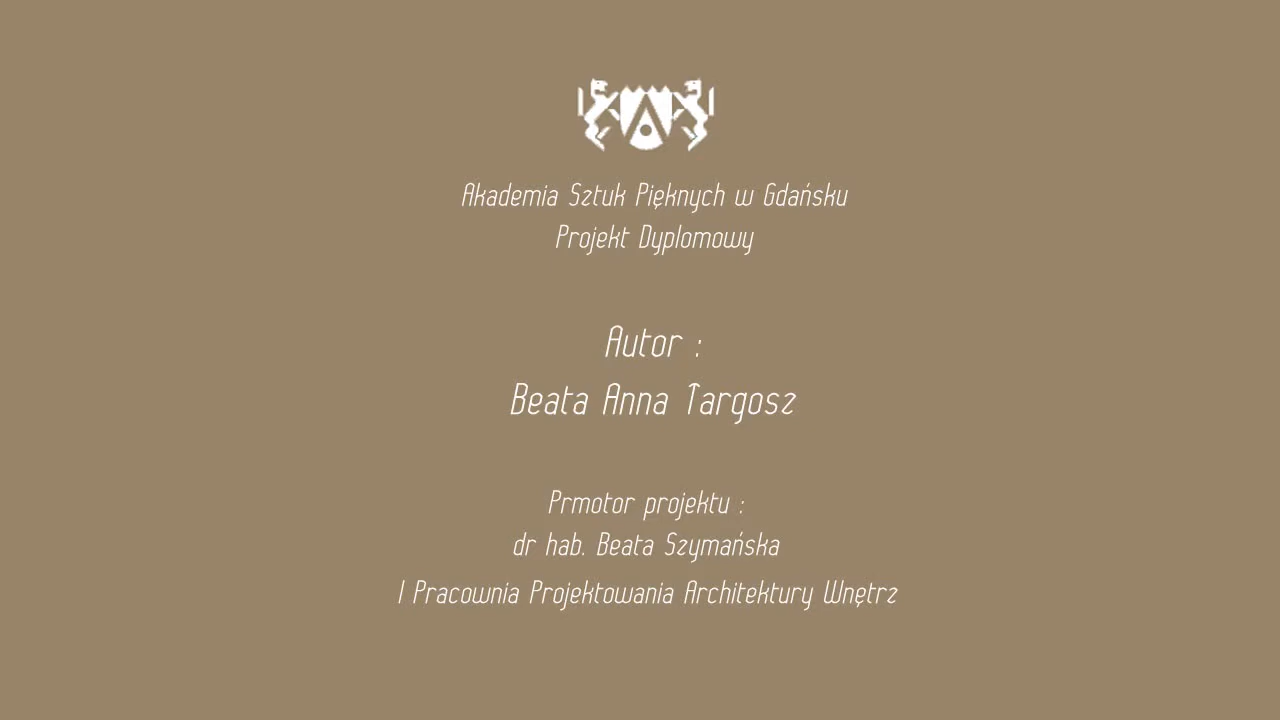 Akademia Sztuk Pięknych w Gdańsku
Projekt Dyplomowy
Autor :
Beata Anna Targosz
Prmotor projektu :
dr hab. Beata Szymańska
I Pracownia Projektowania Architektury Wnętrz